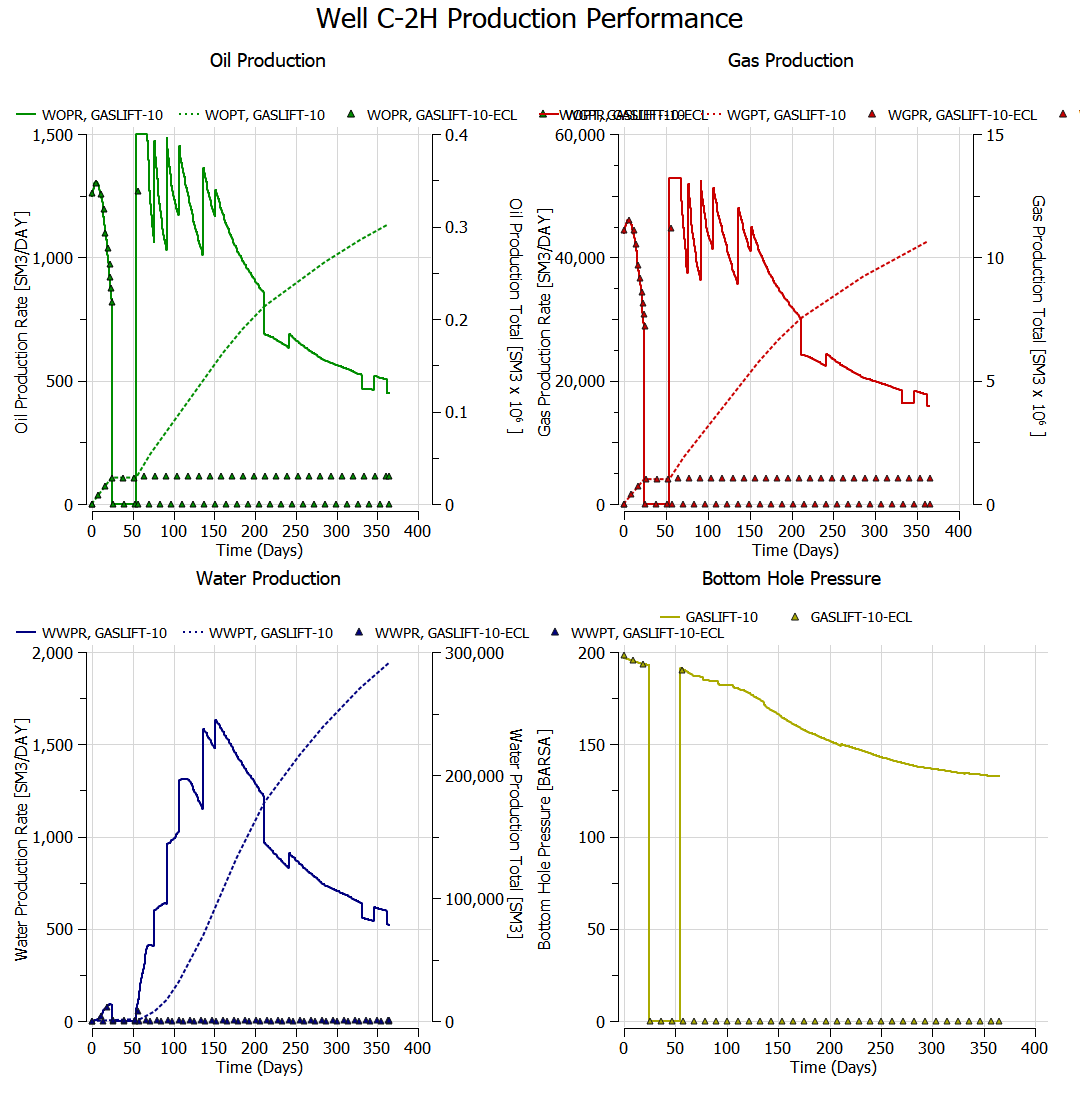 Well C-2H Production Performance
Oil Production
Gas Production
WOPR, GASLIFT-10
WOPT, GASLIFT-10
WOPR, GASLIFT-10-ECL
WGPT, GASLIFT-10
WGPR, GASLIFT-10-ECL
1,500
1,000
500
0
Oil Production Rate [SM3/DAY]
0.4
0.3
0.2
0.1
0
Oil Production Total [SM3 x 10⁶ ]
0 50 100 150 200 250 300 350 400
Time (Days)
60,000
40,000
20,000
0
Gas Production Rate [SM3/DAY]
15
10
5
0
Gas Production Total [SM3 x 10⁶ ]
0 50 100 150 200 250 300 350 400
Time (Days)
Water Production
Bottom Hole Pressure
WWPR, GASLIFT-10
WWPT, GASLIFT-10
WWPR, GASLIFT-10-ECL
WWPT, GASLIFT-10-ECL
GASLIFT-10
GASLIFT-10-ECL
2,000
1,500
1,000
500
0
Water Production Rate [SM3/DAY]
300,000
200,000
100,000
0
Water Production Total [SM3]
0 50 100 150 200 250 300 350 400
Time (Days)
200
150
100
50
0
Bottom Hole Pressure [BARSA]
0 50 100 150 200 250 300 350 400
Time (Days)